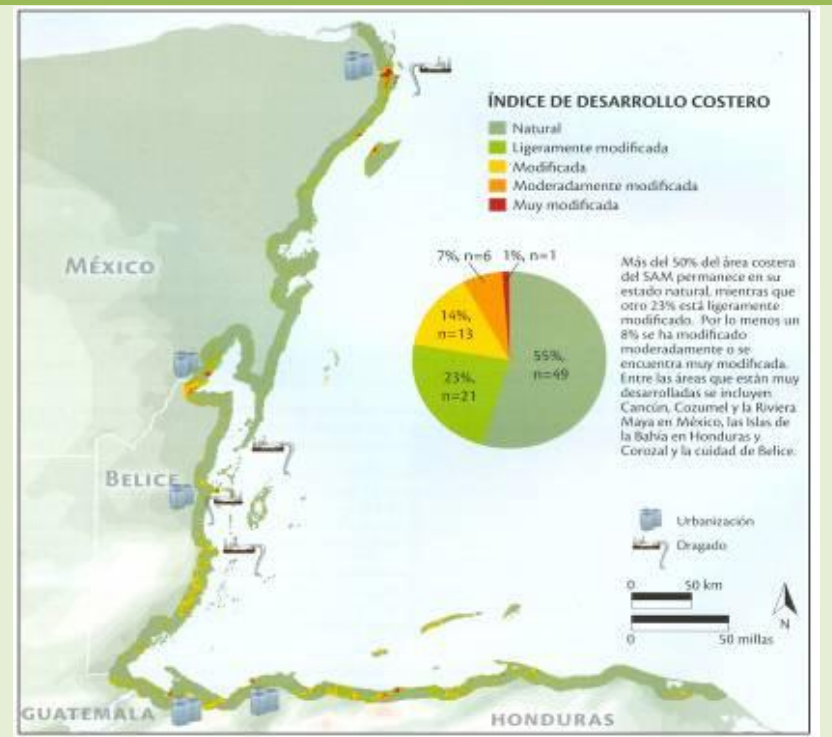 ÍNDICE DE DESARROLLO COSTERO
Natural
Ligeramente modificada
Modificada
Moderadamente modificada
Muy modificada
MÉXICO
7%, n=6
1%, n=1
14%,
n=13
55%,
n=49
23%,
n=21
Más del 50% del área costera
del SAM permanece en su
estado natural, mientras que
otro 23% está ligeramente
modificado. Por lo menos un
8% se ha modificado
moderadamente o se
encuentra muy modificada.
Entre las áreas que están muy
desarrolladas se incluyen
Cancún, Cozumel y la Riviera
Maya en México, las Islas de
la Bahía en Honduras y
Corozal y la cuidad de Belice.
BELICE
Urbanización
Dragado
0 50 km
N
0 50 millas
GUATEMALA
HONDURAS